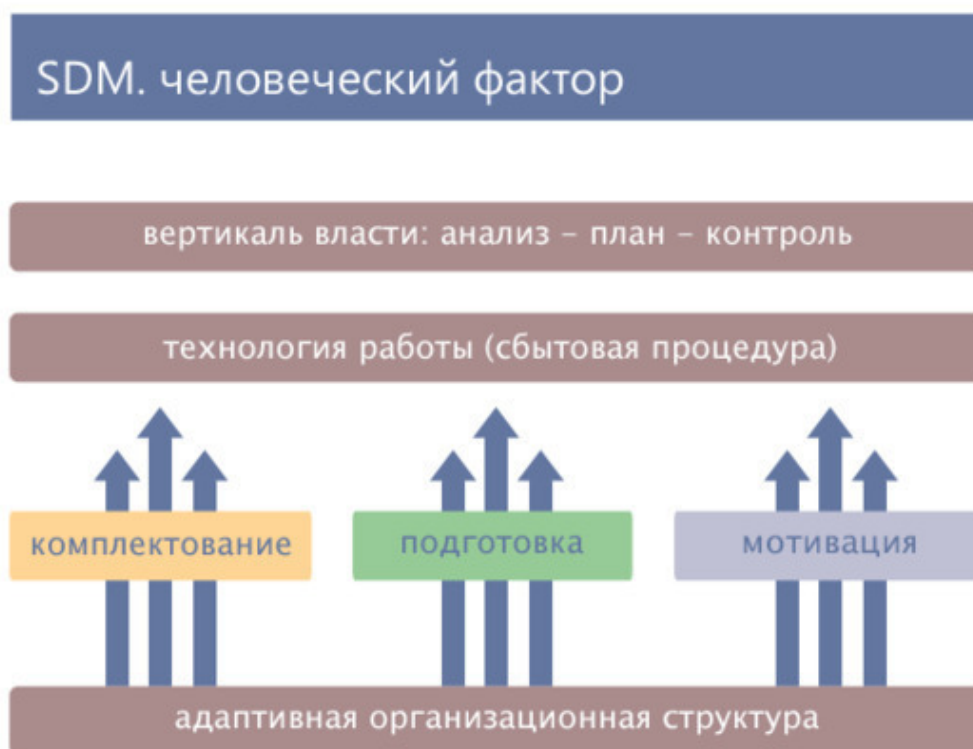 SDM. человеческий фактор
вертикаль власти: анализ – план – контроль
технология работы (сбытовая процедура)
комплектование
подготовка
мотивация
адаптивная организационная структура